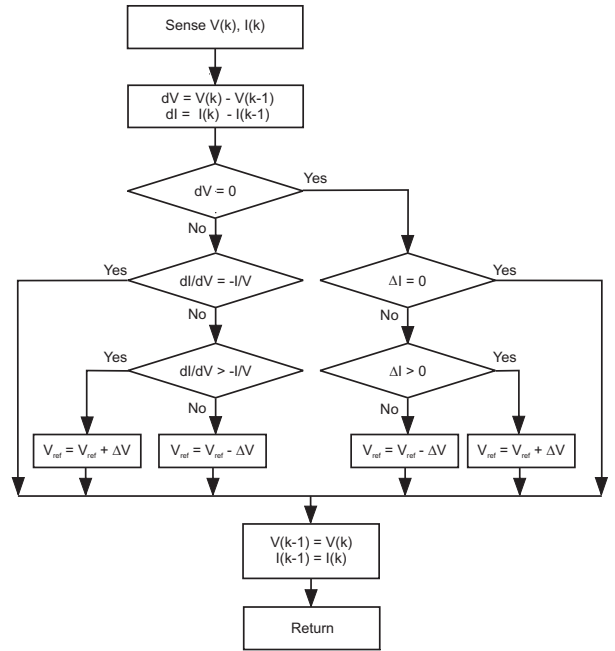 Sense V(k), I(k)
dV = V(k) - V(k-1)
dI = I(k) - I(k-1)
dV = 0
Yes
No
Yes
dI/dV = -I/V
ΔI = 0
Yes
No
No
Yes
dI/dV > -I/V
ΔI > 0
Yes
No
No
Vref = Vref + ΔV
Vref = Vref - ΔV
Vref = Vref - ΔV
Vref = Vref + ΔV
V(k-1) = V(k)
I(k-1) = I(k)
Return